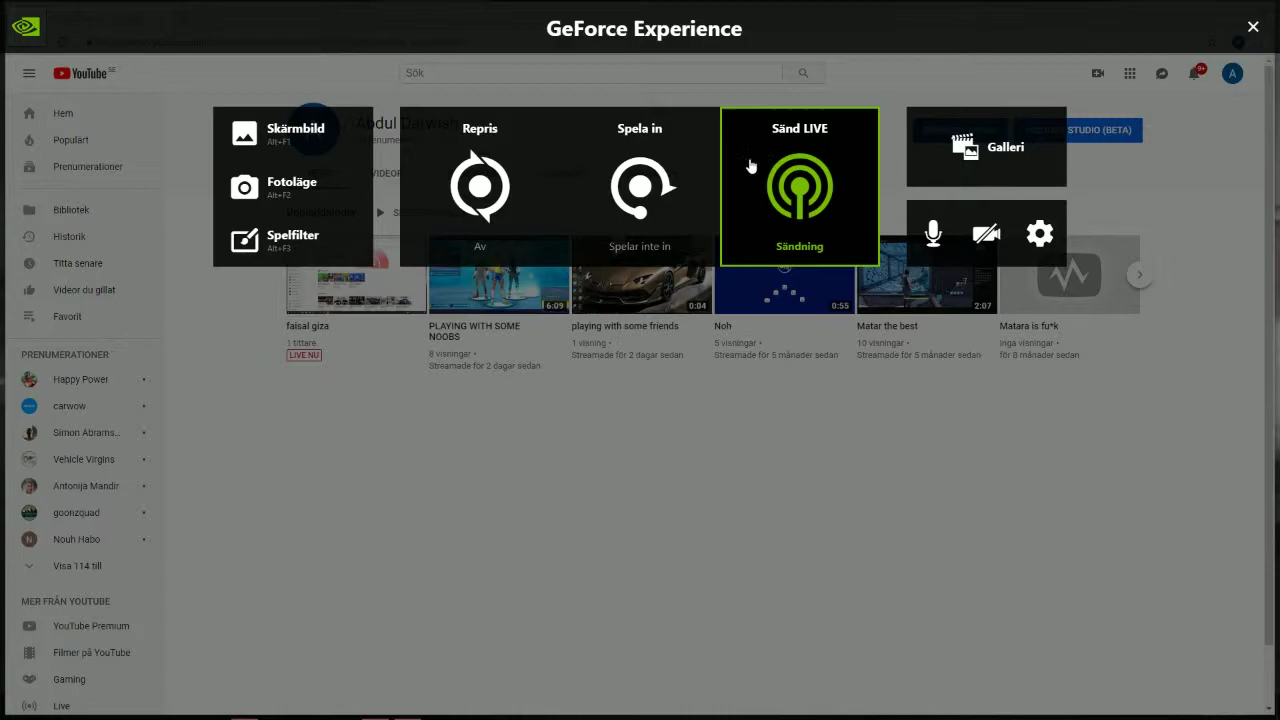 GeForce Experience
YouTube SE
Sök
9+
A
Hem
Populärt
Prenumerationer
Bibliotek
Historik
Titta senare
Videor du gillat
Favorit
PRENUMERATIONER
Happy Power
carwow
Simon Abrams...
Vehicle Virgins
Antonija Mandir
goonzquad
N
Nouh Habo
Visa 114 till
MER FRÅN YOUTUBE
YouTube Premium
Filmer på YouTube
Gaming
Live
Skärmbild
Alt+F1
Fotoläge
Alt+F2
Spelfilter
Alt+F3
Repris
Av
Spela in
Spelar inte in
Sänd LIVE
Sändning
Galleri
STUDIO (BETA)
6:09
0:04
0:55
2:07
faisal giza
1 tittare
LIVE NU
PLAYING WITH SOME
NOOBS
8 visningar •
Streamade för 2 dagar sedan
playing with some friends
1 visning •
Streamade för 2 dagar sedan
Noh
5 visningar •
Streamade för 5 månader sedan
Matar the best
10 visningar •
Streamade för 5 månader sedan
Matara is fu*k
Inga visningar •
för 8 månader sedan